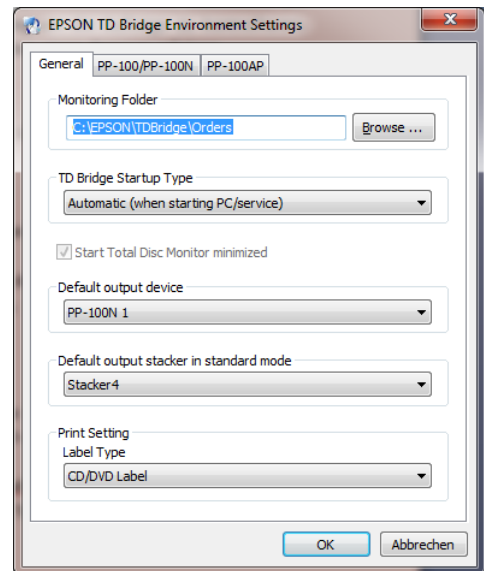 EPSON TD Bridge Environment Settings
General PP-100/PP-100N PP-100AP
Monitoring Folder
C:\EPSON\TDBridge\Orders Browse ...
TD Bridge Startup Type
Automatic (when starting PC/service)
Start Total Disc Monitor minimized
Default output device
PP-100N 1
Default output stacker in standard mode
Stacker4
Print Setting
Label Type
CD/DVD Label
OK Abbrechen